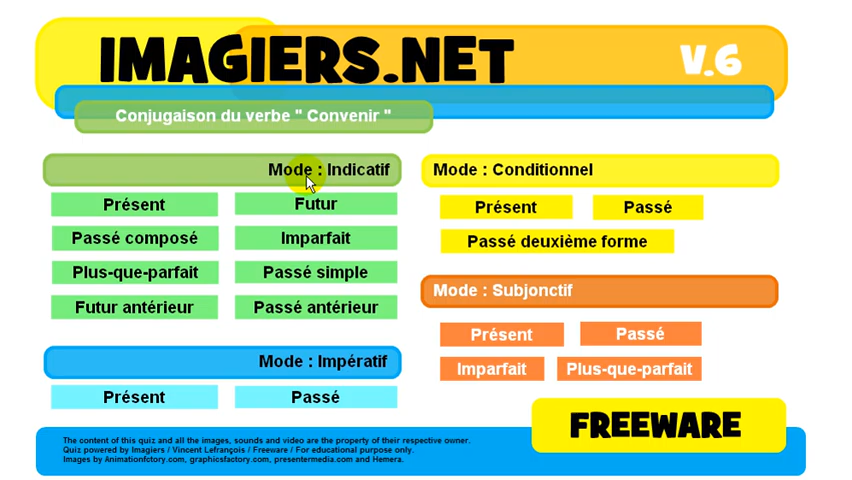 IMAGIERS.NET
V.6
Conjugaison du verbe " Convenir "
Mode : Indicatif
Présent
Futur
Passé composé
Imparfait
Plus-que-parfait
Passé simple
Futur antérieur
Passé antérieur
Mode : Impératif
Présent
Passé
Mode : Conditionnel
Présent
Passé
Passé deuxième forme
Mode : Subjonctif
Présent
Passé
Imparfait
Plus-que-parfait
FREEWARE
The content of this quiz and all the images, sounds and video are the property of their respective owner.
Quiz powered by Imagiers / Vincent Lefrançois / Freeware / For educational purpose only.
Images by Animationfctory.com, graphicsfactory.com, presentermedia.com and Hemera.